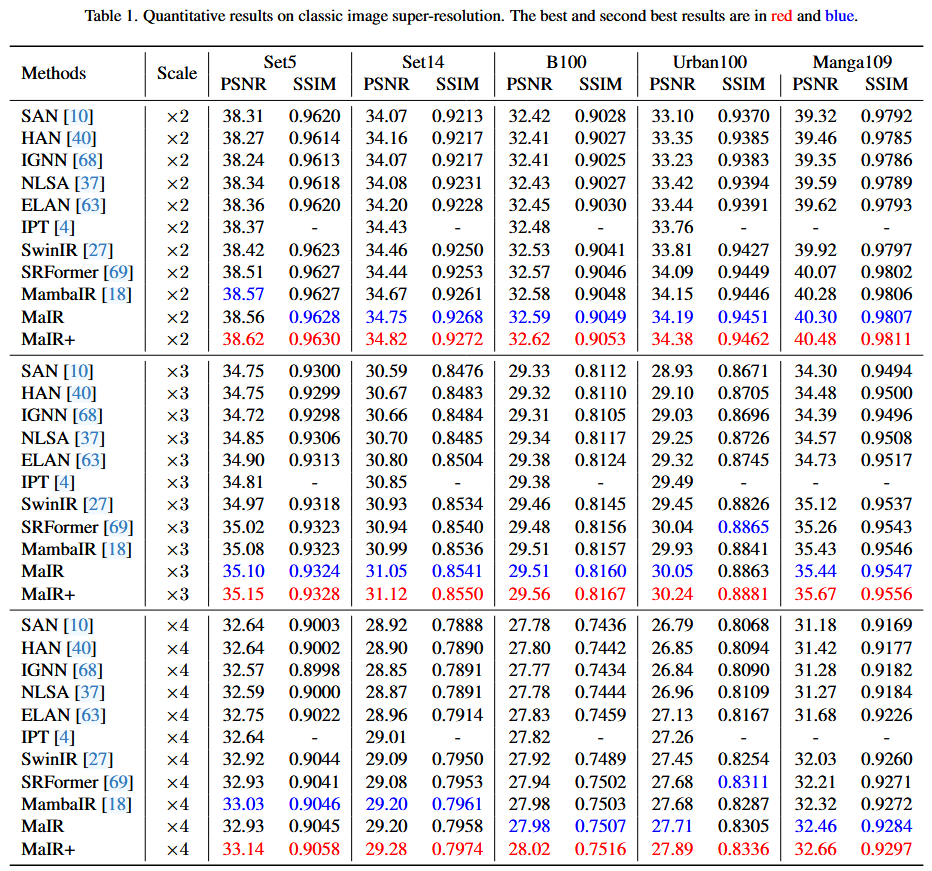 Table 1. Quantitative results on classic image super-resolution. The best and second best results are in red and blue.
Methods Scale Set5 Set14 B100 Urban100 Manga109
PSNR SSIM PSNR SSIM PSNR SSIM PSNR SSIM PSNR SSIM
SAN [10] ×2 38.31 0.9620 34.07 0.9213 32.42 0.9028 33.10 0.9370 39.32 0.9792
HAN [40] ×2 38.27 0.9614 34.16 0.9217 32.41 0.9027 33.35 0.9385 39.46 0.9785
IGNN [68] ×2 38.24 0.9613 34.07 0.9217 32.41 0.9025 33.23 0.9383 39.35 0.9786
NLSA [37] ×2 38.34 0.9618 34.08 0.9231 32.43 0.9027 33.42 0.9394 39.59 0.9789
ELAN [63] ×2 38.36 0.9620 34.20 0.9228 32.45 0.9030 33.44 0.9391 39.62 0.9793
IPT [4] ×2 38.37 - 34.43 - 32.48 - 33.76 - - -
SwinIR [27] ×2 38.42 0.9623 34.46 0.9250 32.53 0.9041 33.81 0.9427 39.92 0.9797
SRFormer [69] ×2 38.51 0.9627 34.44 0.9253 32.57 0.9046 34.09 0.9449 40.07 0.9802
MambaIR [18] ×2 38.57 0.9627 34.67 0.9261 32.58 0.9048 34.15 0.9446 40.28 0.9806
MaIR ×2 38.56 0.9628 34.75 0.9268 32.59 0.9049 34.19 0.9451 40.30 0.9807
MaIR+ ×2 38.62 0.9630 34.82 0.9272 32.62 0.9053 34.38 0.9462 40.48 0.9811
SAN [10] ×3 34.75 0.9300 30.59 0.8476 29.33 0.8112 28.93 0.8671 34.30 0.9494
HAN [40] ×3 34.75 0.9299 30.67 0.8483 29.32 0.8110 29.10 0.8705 34.48 0.9500
IGNN [68] ×3 34.72 0.9298 30.66 0.8484 29.31 0.8105 29.03 0.8696 34.39 0.9496
NLSA [37] ×3 34.85 0.9306 30.70 0.8485 29.34 0.8117 29.25 0.8726 34.57 0.9508
ELAN [63] ×3 34.90 0.9313 30.80 0.8504 29.38 0.8124 29.32 0.8745 34.73 0.9517
IPT [4] ×3 34.81 - 30.85 - 29.38 - 29.49 - - -
SwinIR [27] ×3 34.97 0.9318 30.93 0.8534 29.46 0.8145 29.45 0.8826 35.12 0.9537
SRFormer [69] ×3 35.02 0.9323 30.94 0.8540 29.48 0.8156 30.04 0.8865 35.26 0.9543
MambaIR [18] ×3 35.08 0.9323 30.99 0.8536 29.51 0.8157 29.93 0.8841 35.43 0.9546
MaIR ×3 35.10 0.9324 31.05 0.8541 29.51 0.8160 30.05 0.8863 35.44 0.9547
MaIR+ ×3 35.15 0.9328 31.12 0.8550 29.56 0.8167 30.24 0.8881 35.67 0.9556
SAN [10] ×4 32.64 0.9003 28.92 0.7888 27.78 0.7436 26.79 0.8068 31.18 0.9169
HAN [40] ×4 32.64 0.9002 28.90 0.7890 27.80 0.7442 26.85 0.8094 31.42 0.9177
IGNN [68] ×4 32.57 0.8998 28.85 0.7891 27.77 0.7434 26.84 0.8090 31.28 0.9182
NLSA [37] ×4 32.59 0.9000 28.87 0.7891 27.78 0.7444 26.96 0.8109 31.27 0.9184
ELAN [63] ×4 32.75 0.9022 28.96 0.7914 27.83 0.7459 27.13 0.8167 31.68 0.9226
IPT [4] ×4 32.64 - 29.01 - 27.82 - 27.26 - - -
SwinIR [27] ×4 32.92 0.9044 29.09 0.7950 27.92 0.7489 27.45 0.8254 32.03 0.9260
SRFormer [69] ×4 32.93 0.9041 29.08 0.7953 27.94 0.7502 27.68 0.8311 32.21 0.9271
MambaIR [18] ×4 33.03 0.9046 29.20 0.7961 27.98 0.7503 27.68 0.8287 32.32 0.9272
MaIR ×4 32.93 0.9045 29.20 0.7958 27.98 0.7507 27.71 0.8305 32.46 0.9284
MaIR+ ×4 33.14 0.9058 29.28 0.7974 28.02 0.7516 27.89 0.8336 32.66 0.9297